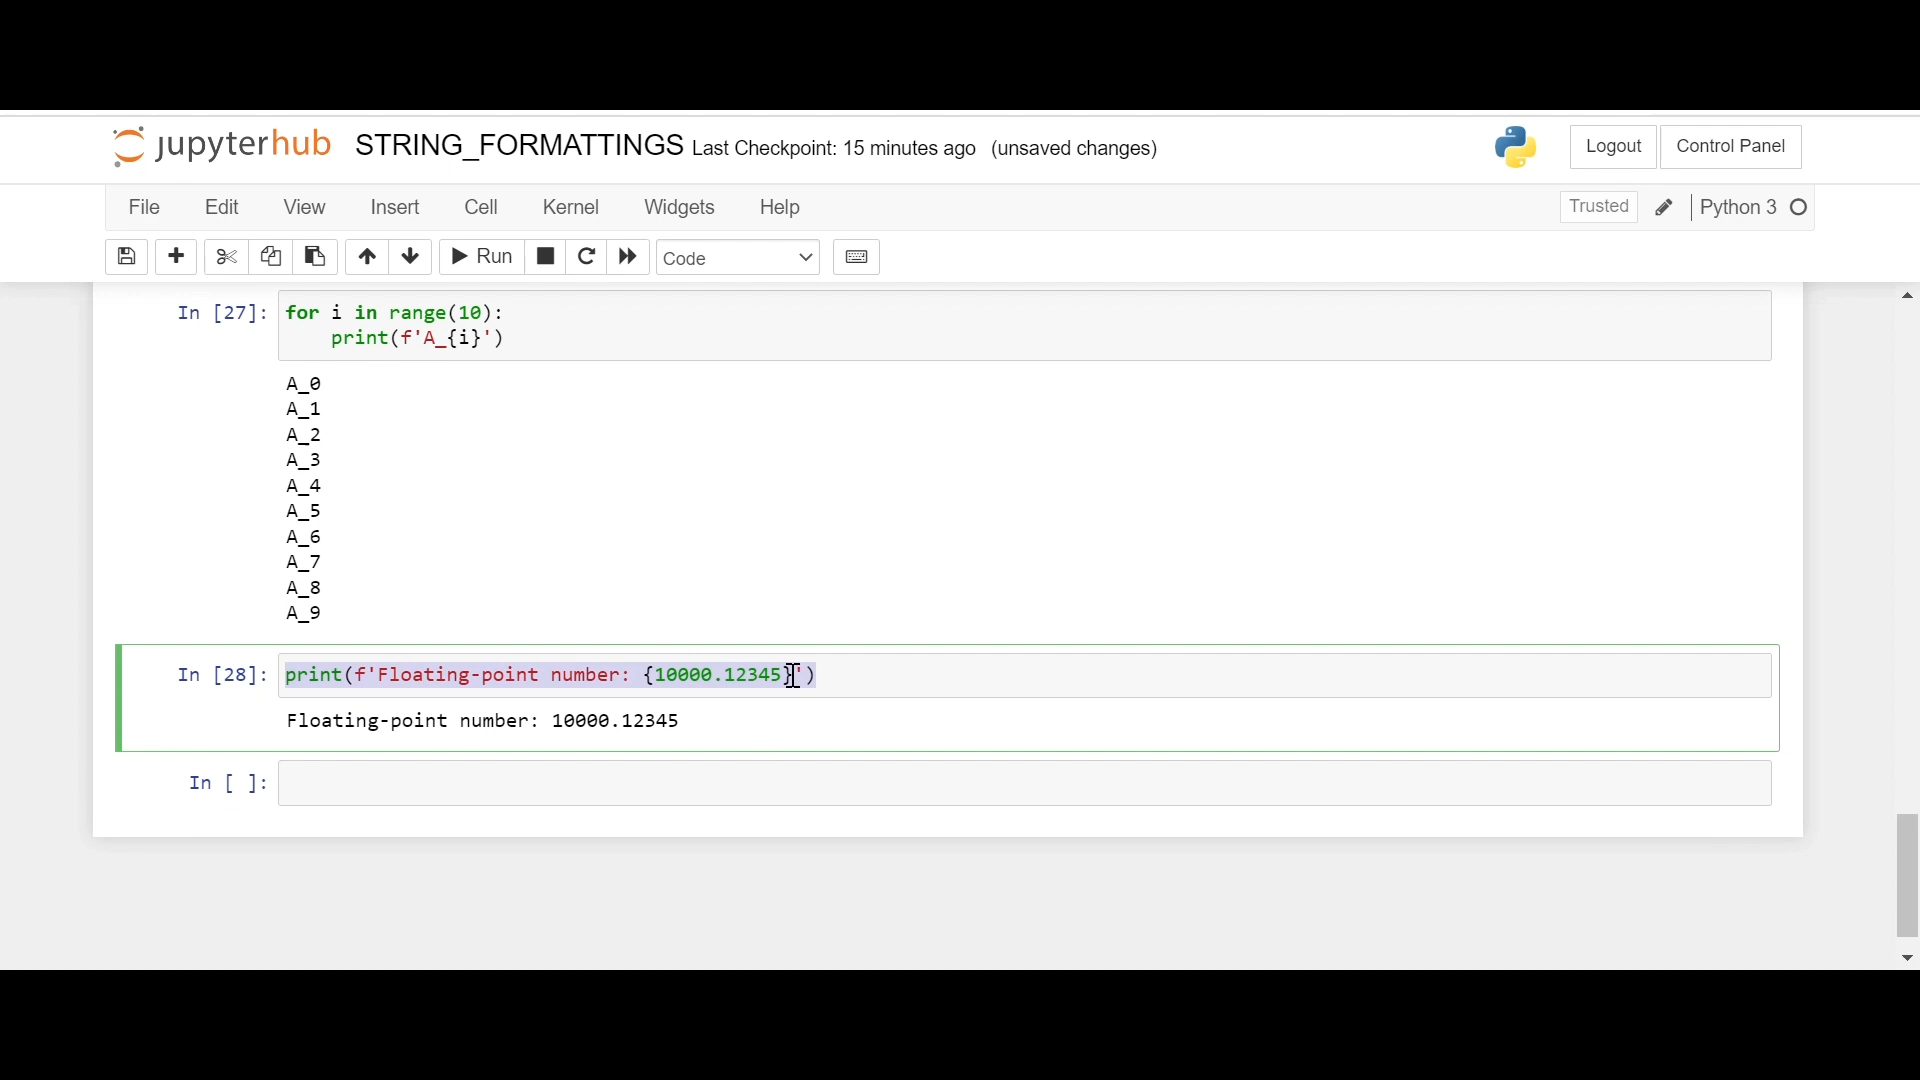 jupyterhub STRING_FORMATTINGS Last Checkpoint: 15 minutes ago (unsaved changes) Logout Control Panel
File Edit View Insert Cell Kernel Widgets Help Trusted Python 3
Run Code
In [27]: for i in range(10):
print(f'A_{i}')
A_0
A_1
A_2
A_3
A_4
A_5
A_6
A_7
A_8
A_9
In [28]: print(f'Floating-point number: {10000.12345}')
Floating-point number: 10000.12345
In [ ]: